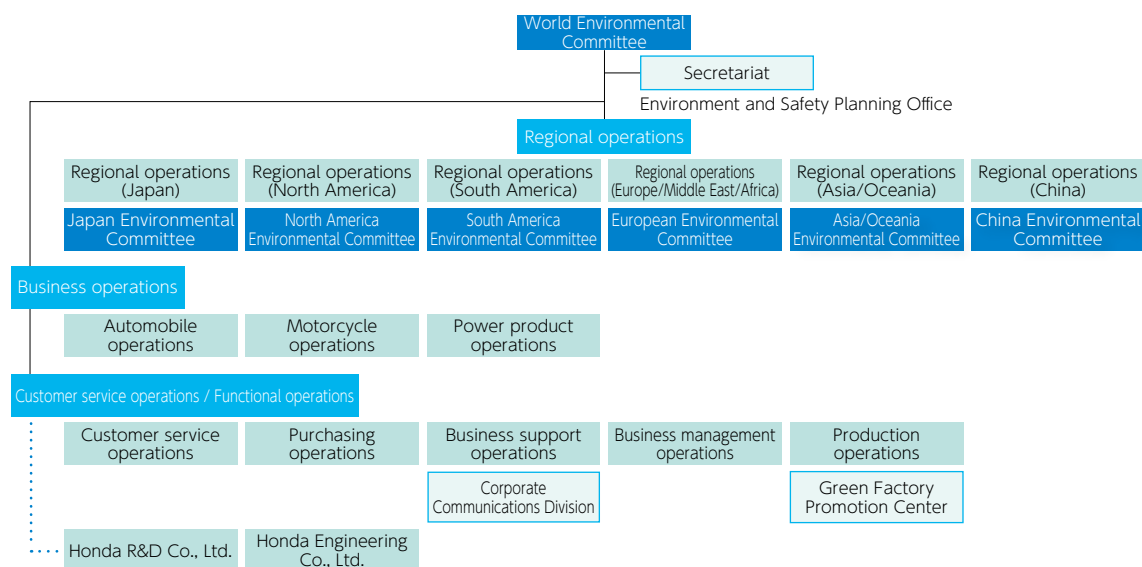 World Environmental
Committee
Secretariat
Environment and Safety Planning Office
Regional operations
Regional operations
(Japan)
Regional operations
(North America)
Regional operations
(South America)
Regional operations
(Europe/Middle East/Africa)
Regional operations
(Asia/Oceania)
Regional operations
(China)
Japan Environmental
Committee
North America
Environmental Committee
South America
Environmental Committee
European Environmental
Committee
Asia/Oceania
Environmental Committee
China Environmental
Committee
Business operations
Automobile
operations
Motorcycle
operations
Power product
operations
Customer service operations / Functional operations
Customer service
operations
Purchasing
operations
Business support
operations
Business management
operations
Production
operations
Corporate
Communications Division
Green Factory
Promotion Center
Honda R&D Co., Ltd.
Honda Engineering
Co., Ltd.